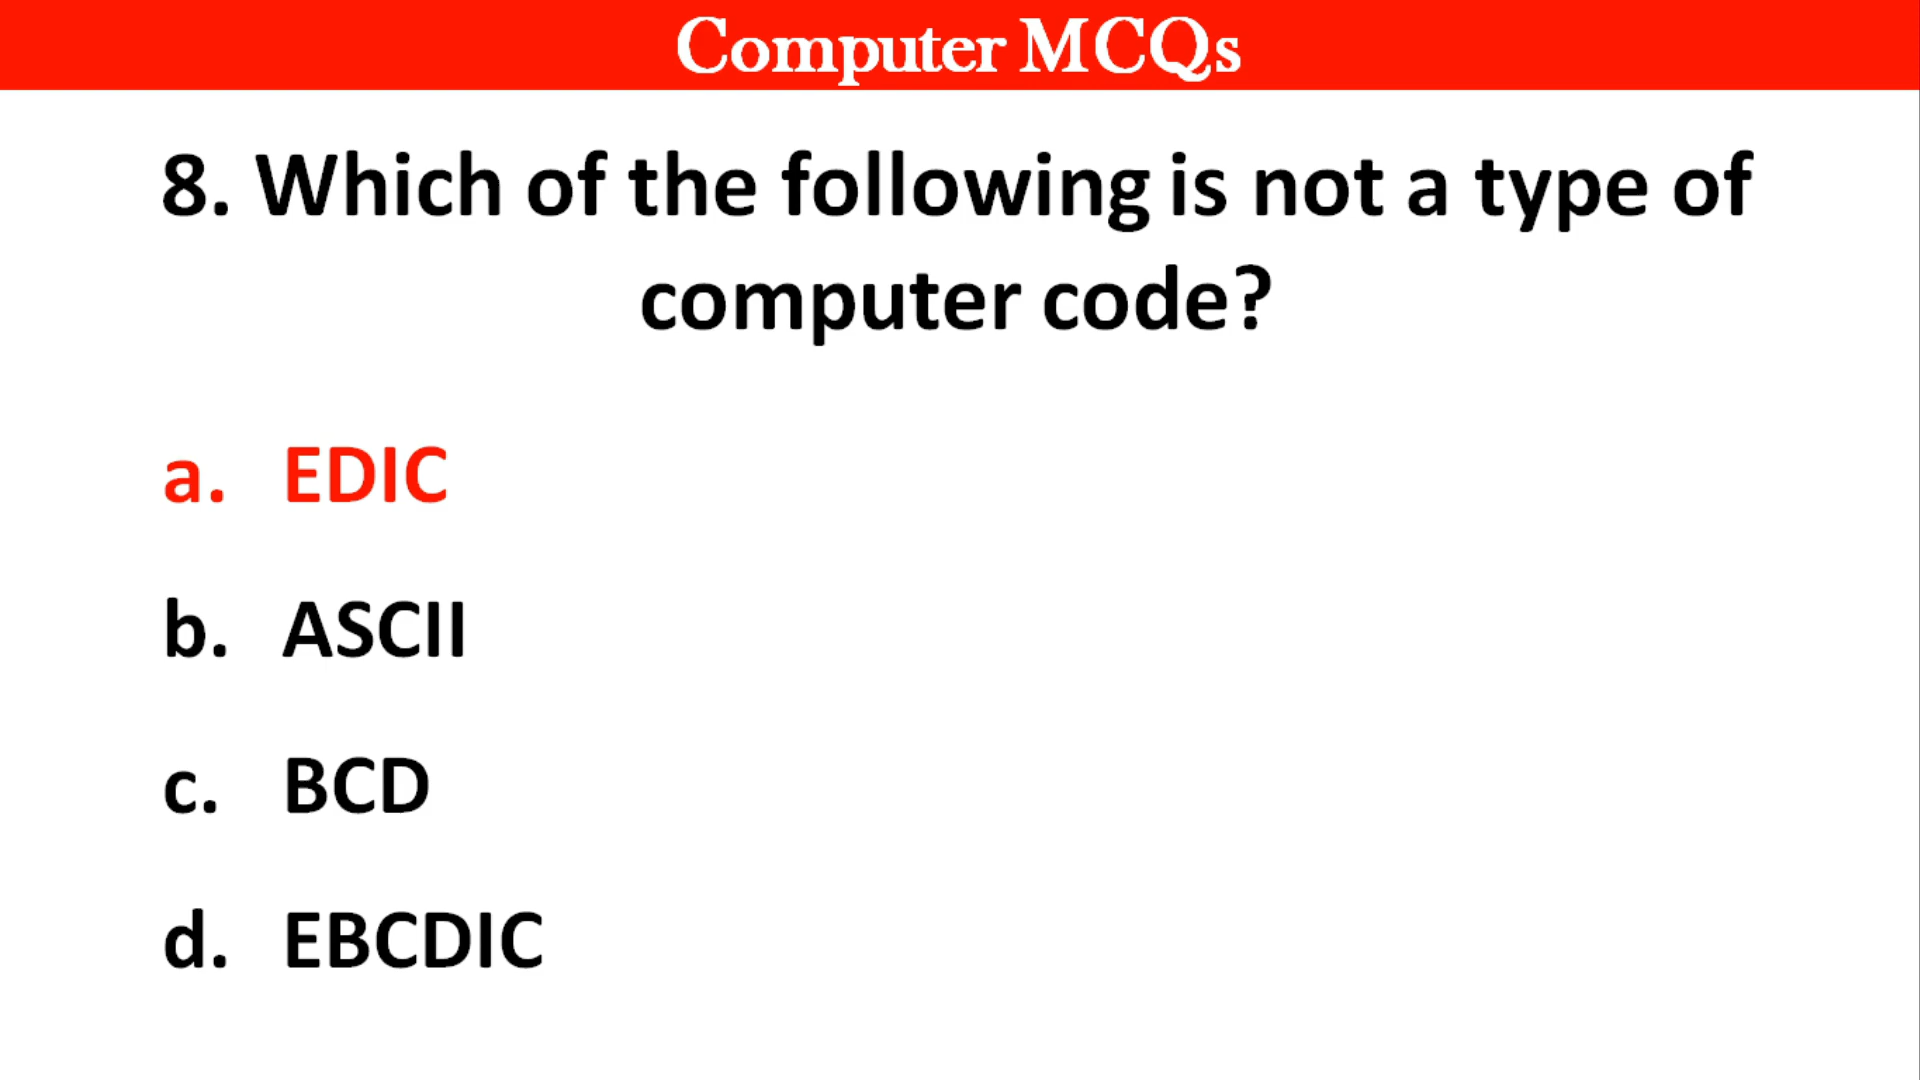 Computer MCQs
8. Which of the following is not a type of
computer code?
a. EDIC
b. ASCII
c. BCD
d. EBCDIC